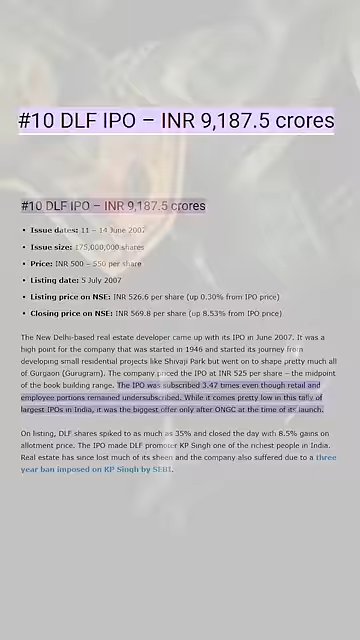 #10 DLF IPO – INR 9,187.5 crores
#10 DLF IPO – INR 9,187.5 crores
• Issue dates: 11 – 14 June 2007
• Issue size: 175,000,000 shares
• Price: INR 500 – 550 per share
• Listing date: 5 July 2007
• Listing price on NSE: INR 526.6 per share (up 0.30% from IPO price)
• Closing price on NSE: INR 569.8 per share (up 8.53% from IPO price)
The New Delhi-based real estate developer came up with its IPO in June 2007. It was a
high point for the company that was started in 1946 and started its journey from
developing small residential projects like Shivaji Park but went on to shape pretty much all
of Gurgaon (Gurugram). The company priced the IPO at INR 525 per share – the midpoint
of the book building range. The IPO was subscribed 3.47 times even though retail and
employee portions remained undersubscribed. While it comes pretty low in this tally of
largest IPOs in India, it was the biggest offer only after ONGC at the time of its launch.
On listing, DLF shares spiked to as much as 35% and closed the day with 8.5% gains on
allotment price. The IPO made DLF promoter KP Singh one of the richest people in India.
Real estate has since lost much of its sheen and the company also suffered due to a three
year ban imposed on KP Singh by SEBI.